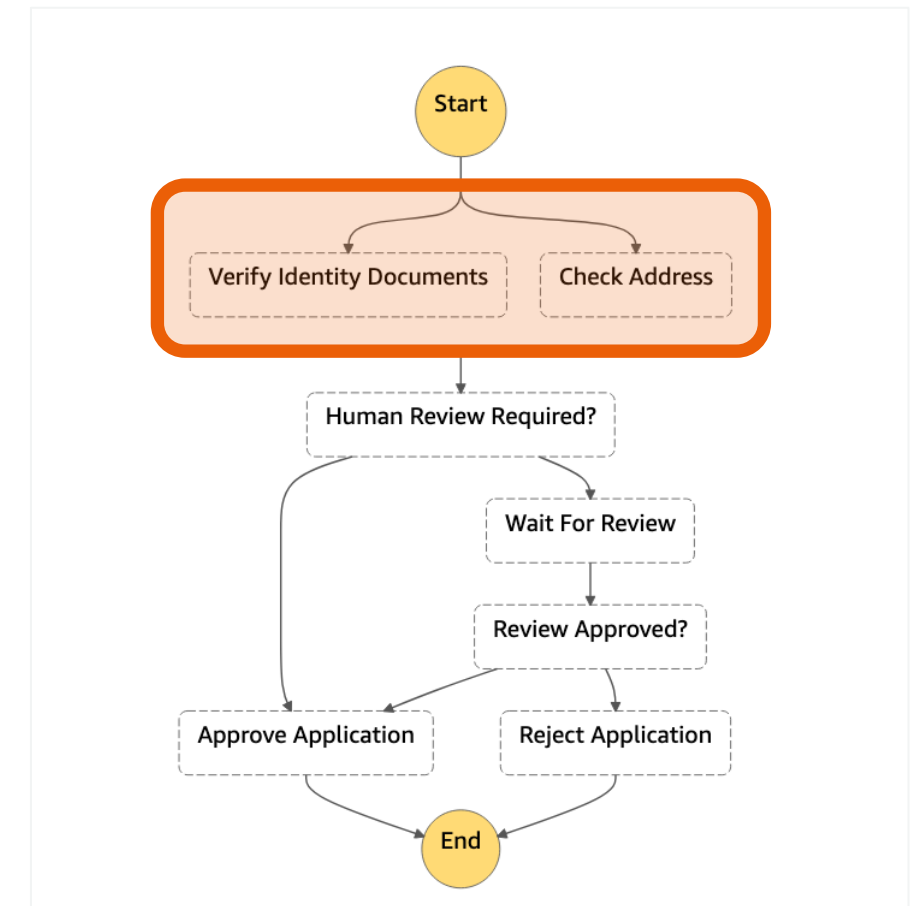 Start
Verify Identity Documents
Check Address
Human Review Required?
Wait For Review
Review Approved?
Approve Application
Reject Application
End